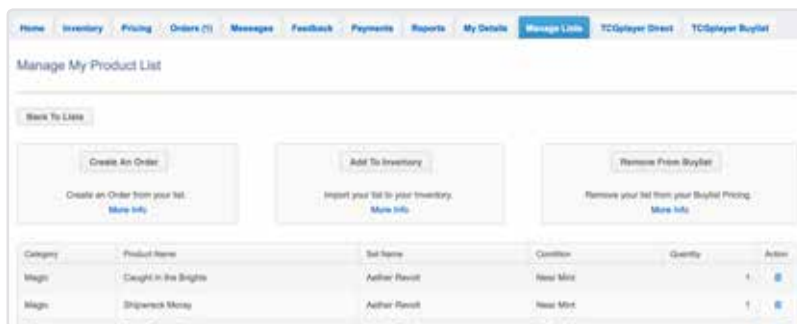 Home Inventory Pricing Orders (1) Messages Feedback Payments Reports My Details Manage Lists TCGplayer Direct TCGplayer Buylist
Manage My Product List
Back To Lists
Create An Order Add To Inventory Remove From Buylist
Create an Order from your list. Import your list to your Inventory. Remove your list from your Buylist Pricing.
More Info More Info More Info
Category Product Name Set Name Condition Quantity Action
Magic Caught in the Brights Aether Revolt Near Mint 1
Magic Shipwreck Moray Aether Revolt Near Mint 1